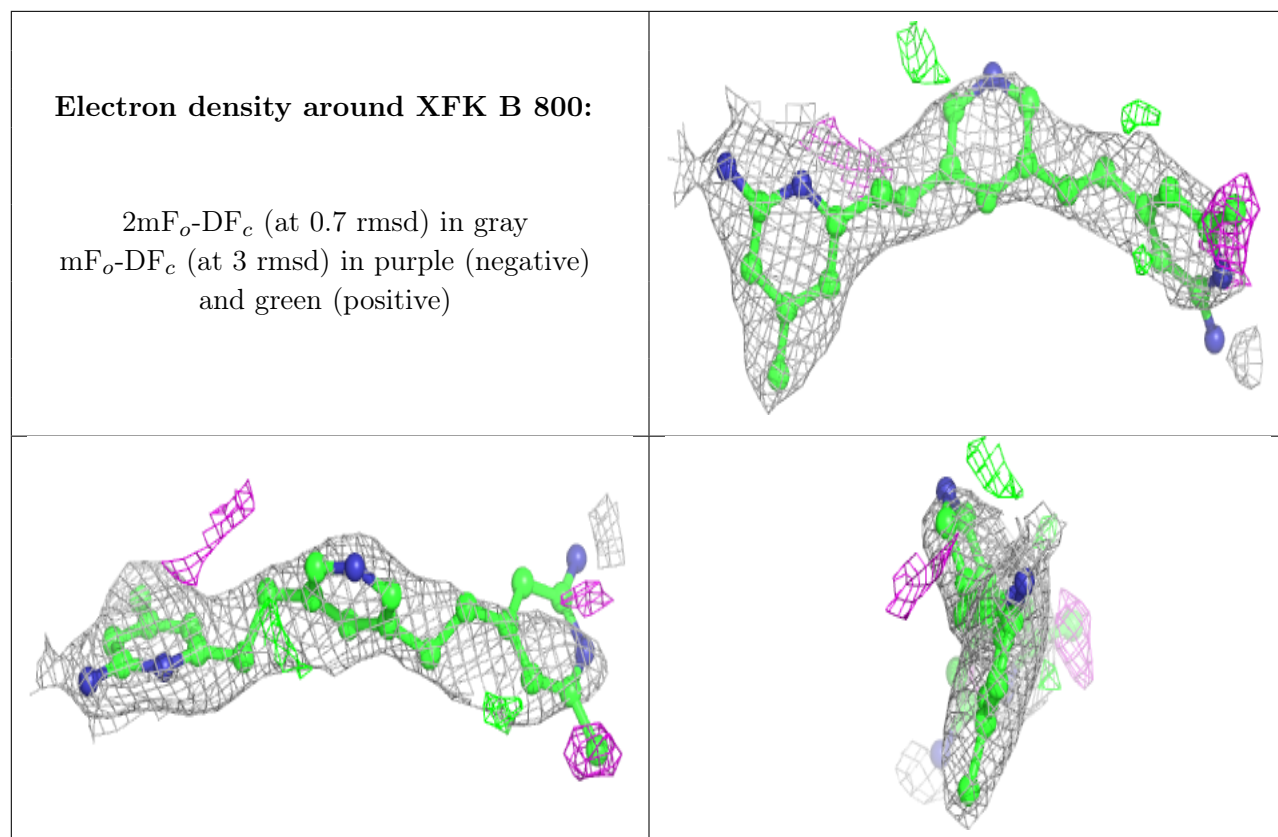 Electron density around XFK B 800:
2mFo-DFc (at 0.7 rmsd) in gray
mFo-DFc (at 3 rmsd) in purple (negative)
and green (positive)